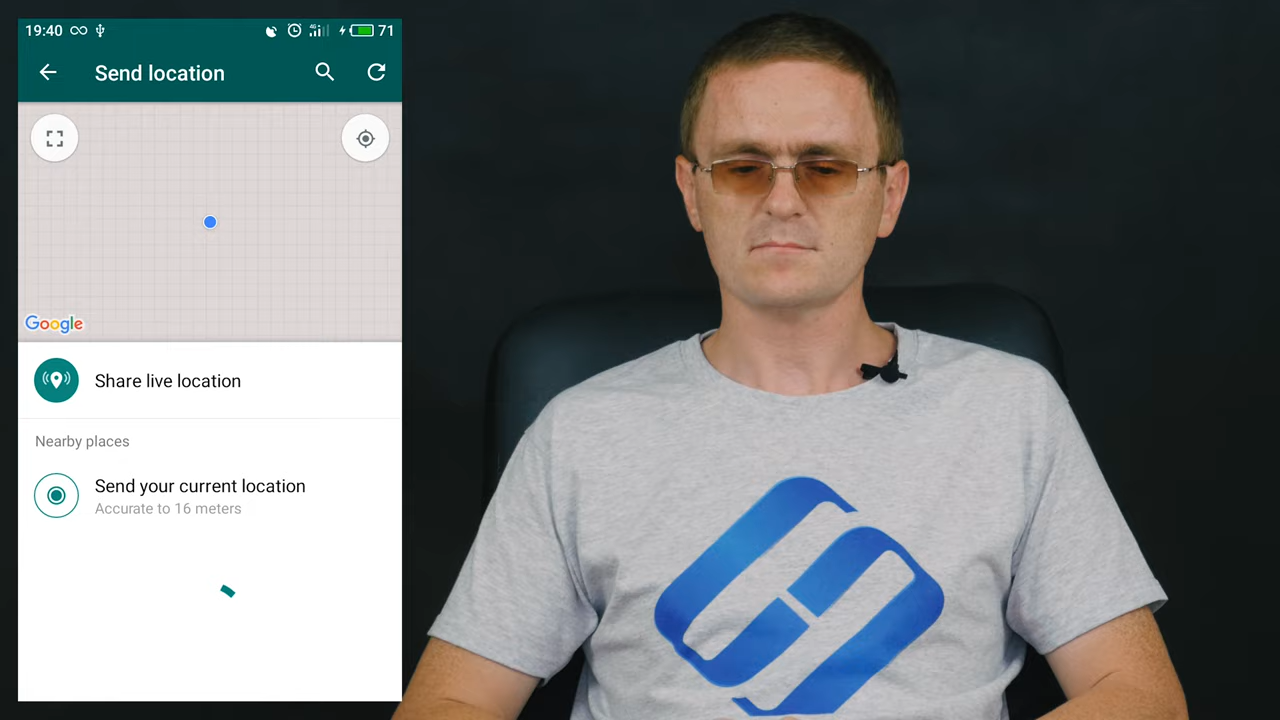 19:40
4G
71
Send location
Google
Share live location
Nearby places
Send your current location
Accurate to 16 meters